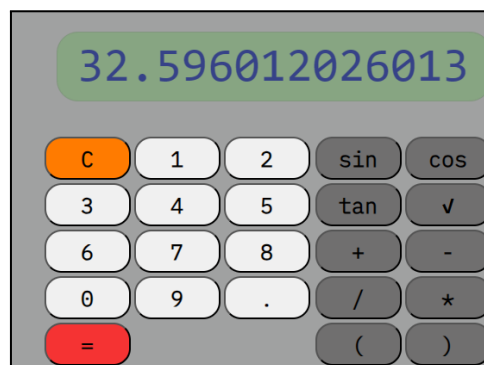 32.596012026013
C 1 2 sin cos
3 4 5 tan √
6 7 8 + -
0 9 . / *
= ( )